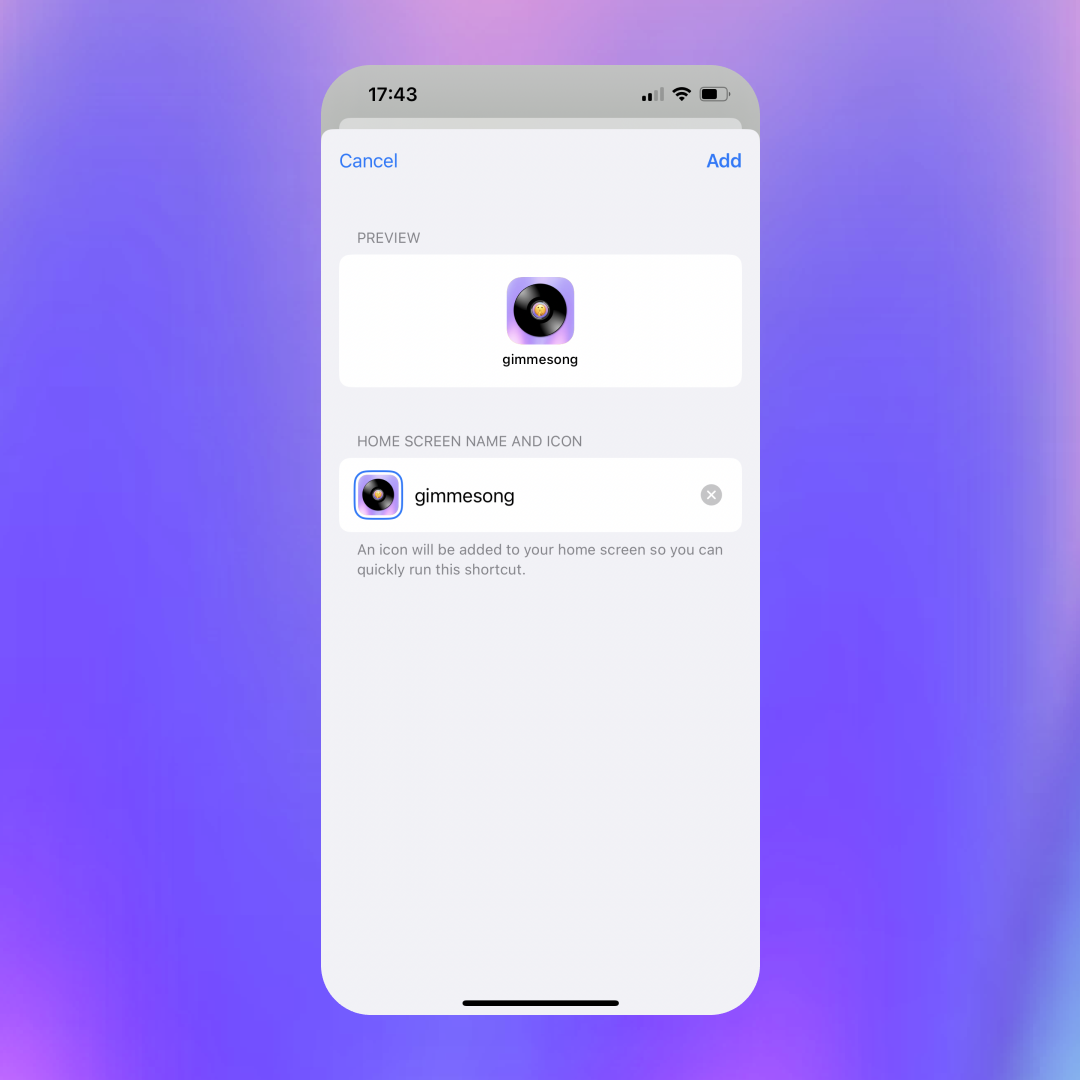 17:43
Cancel
Add
PREVIEW
gimmesong
HOME SCREEN NAME AND ICON
gimmesong
An icon will be added to your home screen so you can
quickly run this shortcut.